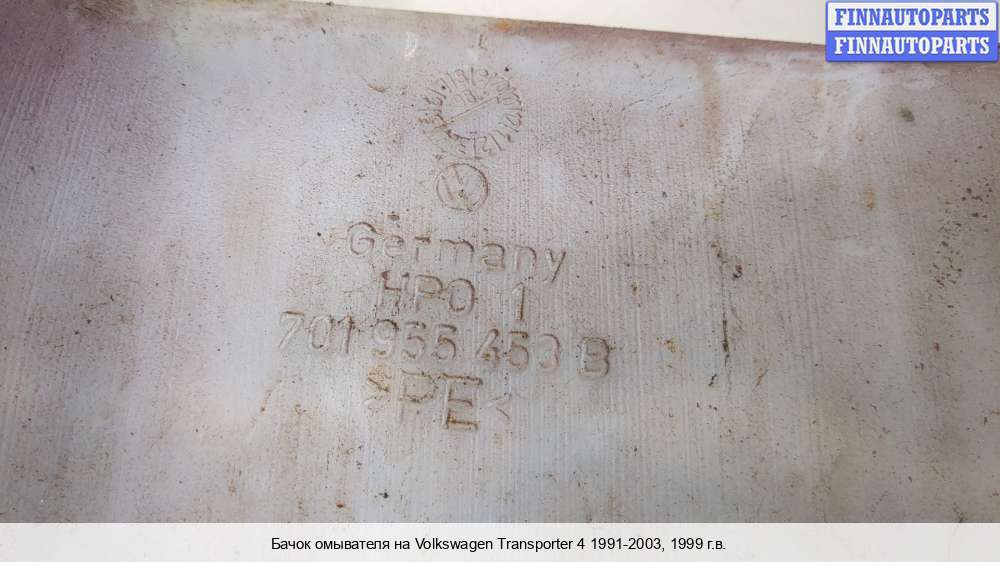 FINNAUTOPARTS
FINNAUTOPARTS
Germany
HPO 1
701 955 453 B
>PE<
Бачок омывателя на Volkswagen Transporter 4 1991-2003, 1999 г.в.